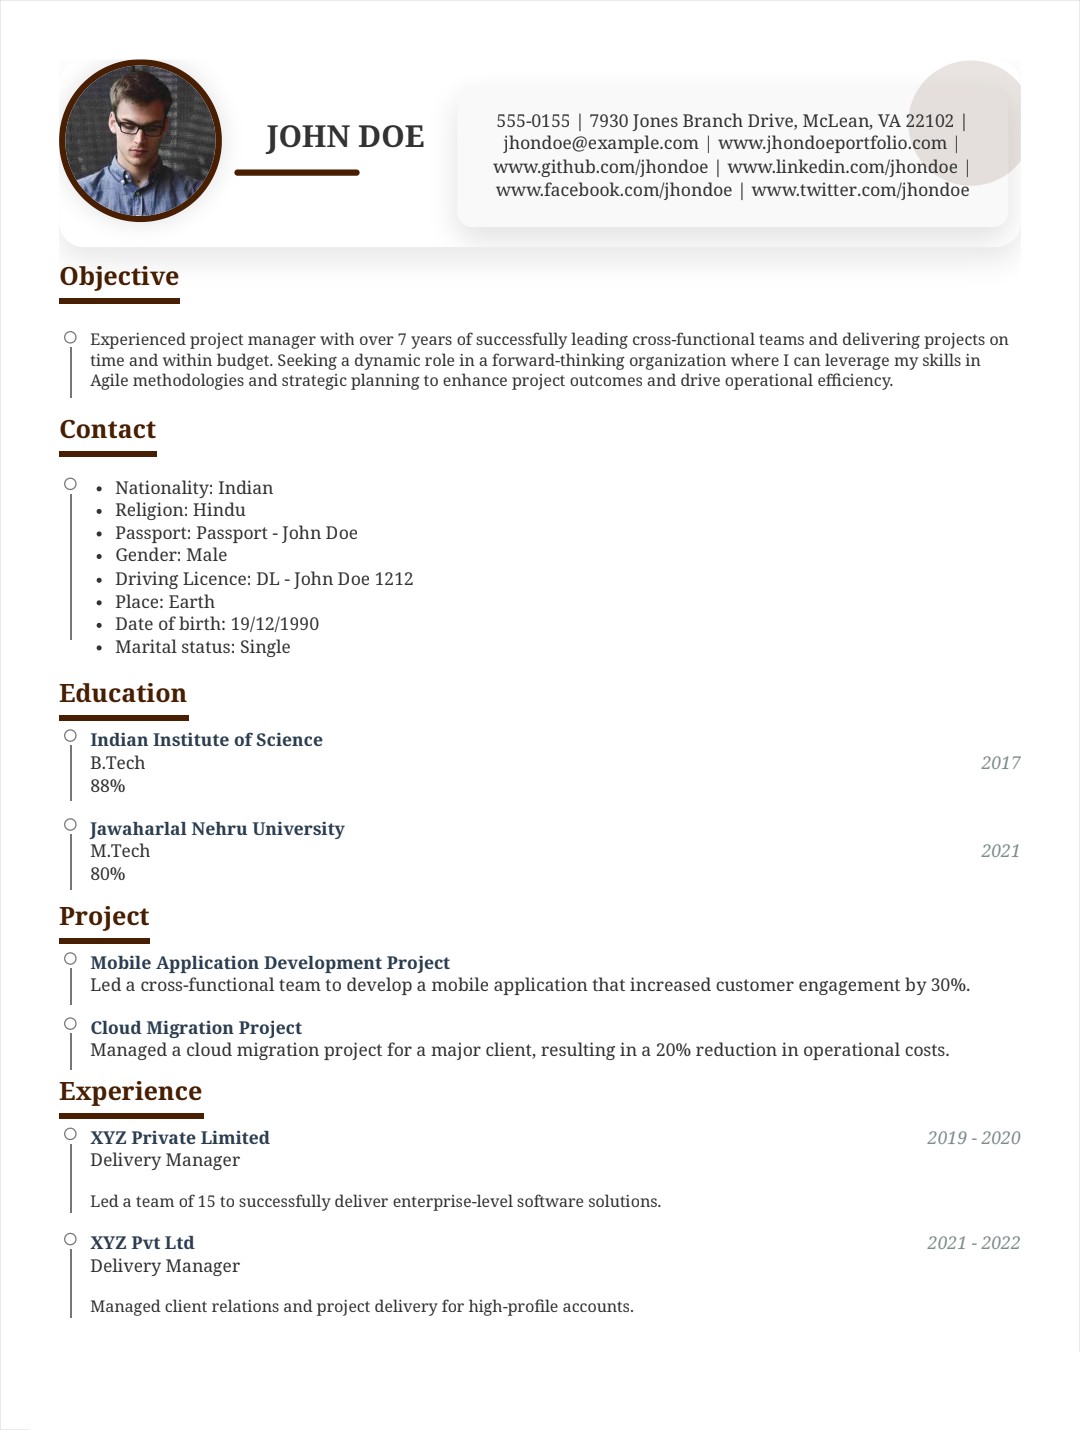 JOHN DOE
555-0155 | 7930 Jones Branch Drive, McLean, VA 22102 |
jhondoe@example.com | www.jhondoeportfolio.com |
www.github.com/jhondoe | www.linkedin.com/jhondoe |
www.facebook.com/jhondoe | www.twitter.com/jhondoe
Objective
Experienced project manager with over 7 years of successfully leading cross-functional teams and delivering projects on
time and within budget. Seeking a dynamic role in a forward-thinking organization where I can leverage my skills in
Agile methodologies and strategic planning to enhance project outcomes and drive operational efficiency.
Contact
• Nationality: Indian
• Religion: Hindu
• Passport: Passport - John Doe
• Gender: Male
• Driving Licence: DL - John Doe 1212
• Place: Earth
• Date of birth: 19/12/1990
• Marital status: Single
Education
Indian Institute of Science
B.Tech 2017
88%
Jawaharlal Nehru University
M.Tech 2021
80%
Project
Mobile Application Development Project
Led a cross-functional team to develop a mobile application that increased customer engagement by 30%.
Cloud Migration Project
Managed a cloud migration project for a major client, resulting in a 20% reduction in operational costs.
Experience
XYZ Private Limited 2019 - 2020
Delivery Manager
Led a team of 15 to successfully deliver enterprise-level software solutions.
XYZ Pvt Ltd 2021 - 2022
Delivery Manager
Managed client relations and project delivery for high-profile accounts.